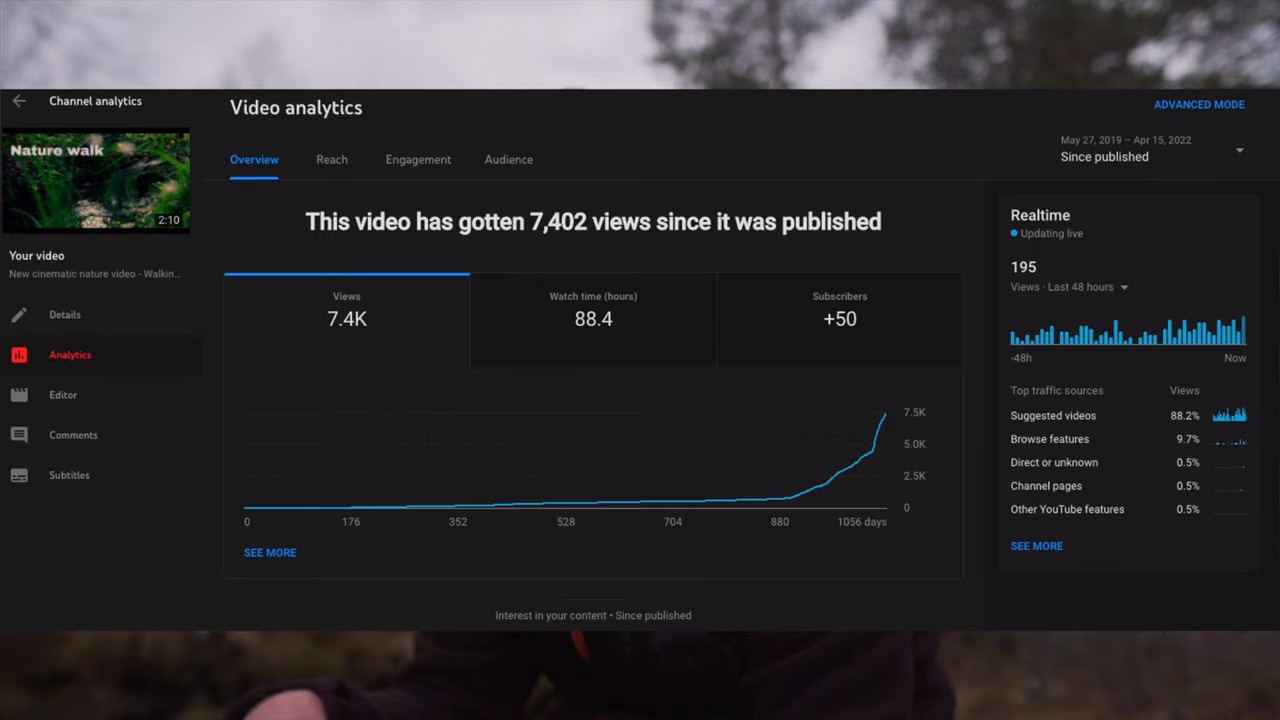 Channel analytics
Nature walk
2:10
Your video
New cinematic nature video - Walkin...
Details
Analytics
Editor
Comments
Subtitles
Video analytics
ADVANCED MODE
Overview
Reach
Engagement
Audience
May 27, 2019 – Apr 15, 2022
Since published
This video has gotten 7,402 views since it was published
Views
7.4K
Watch time (hours)
88.4
Subscribers
+50
7.5K
5.0K
2.5K
0
0 176 352 528 704 880 1056 days
SEE MORE
Interest in your content • Since published
Realtime
Updating live
195
Views · Last 48 hours
-48h Now
Top traffic sources Views
Suggested videos 88.2%
Browse features 9.7%
Direct or unknown 0.5%
Channel pages 0.5%
Other YouTube features 0.5%
SEE MORE